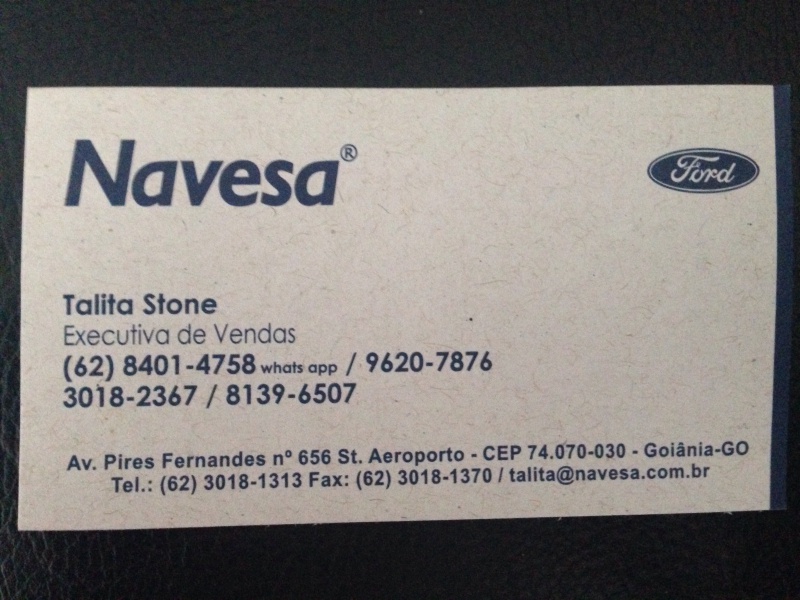 Navesa®
Ford
Talita Stone
Executiva de Vendas
(62) 8401-4758 whats app / 9620-7876
3018-2367 / 8139-6507
Av. Pires Fernandes nº 656 St. Aeroporto - CEP 74.070-030 - Goiânia-GO
Tel.: (62) 3018-1313 Fax: (62) 3018-1370 / talita@navesa.com.br